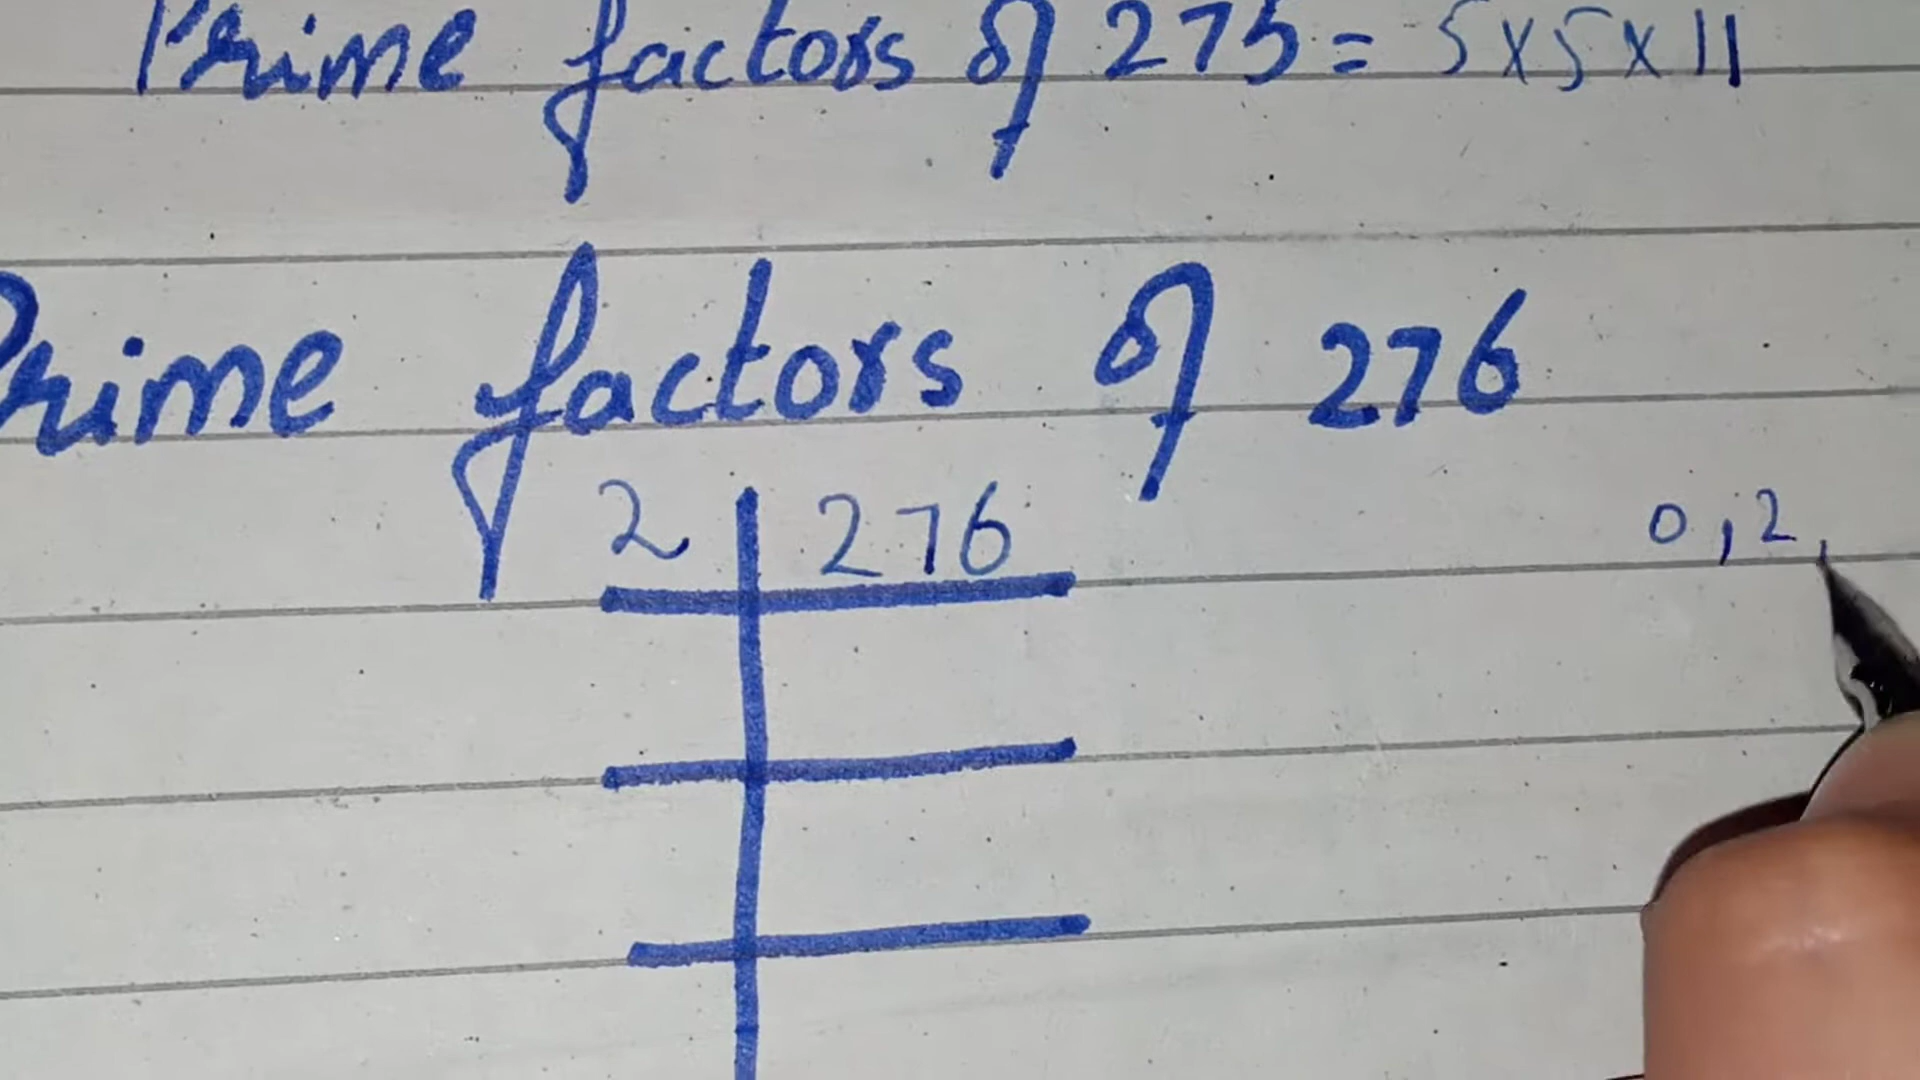 Prime factors of 275 = 5x5x11
Prime factors of 276
2 276
0,2,